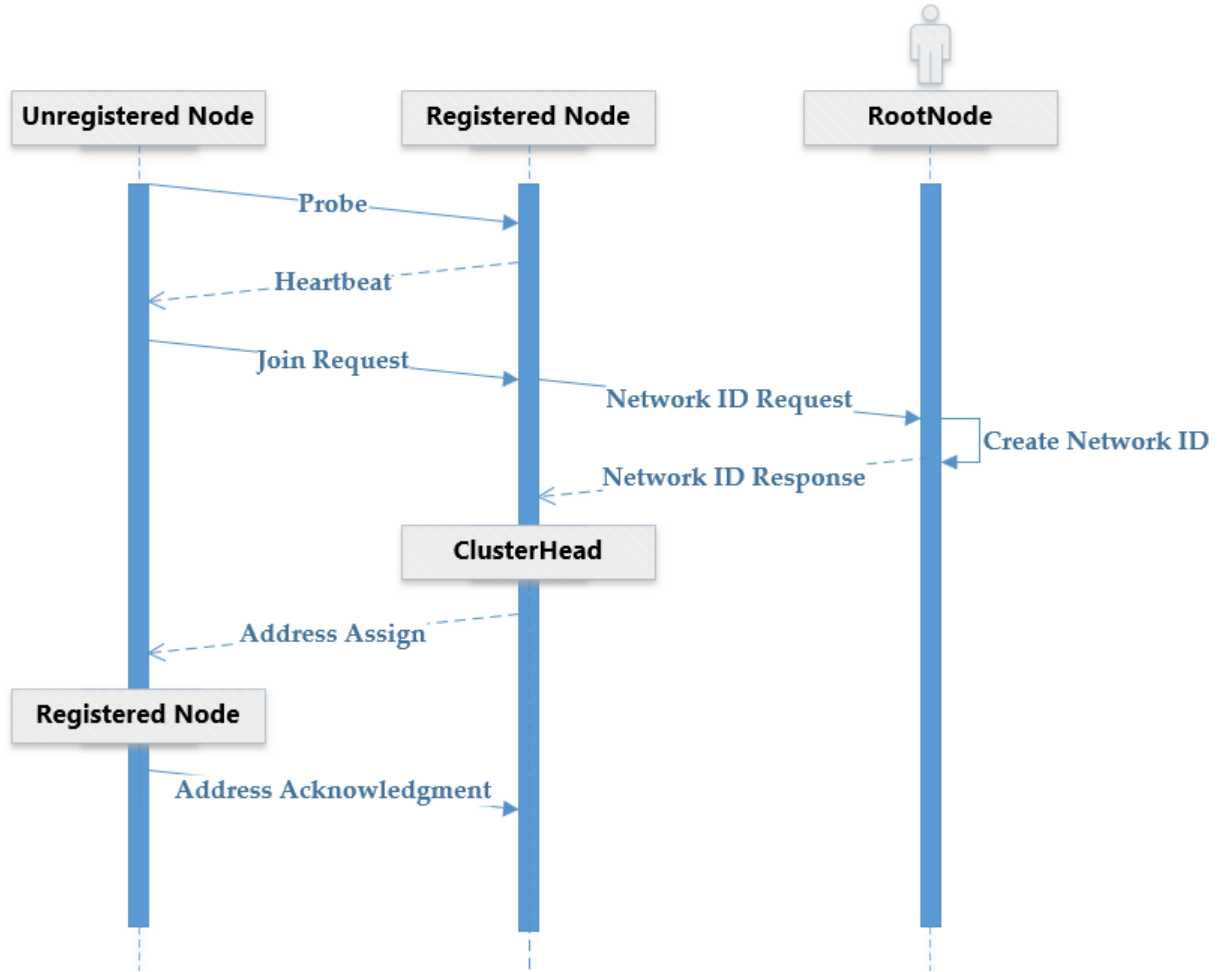 Unregistered Node
Registered Node
RootNode
Probe
Heartbeat
Join Request
Network ID Request
Create Network ID
Network ID Response
ClusterHead
Address Assign
Registered Node
Address Acknowledgment